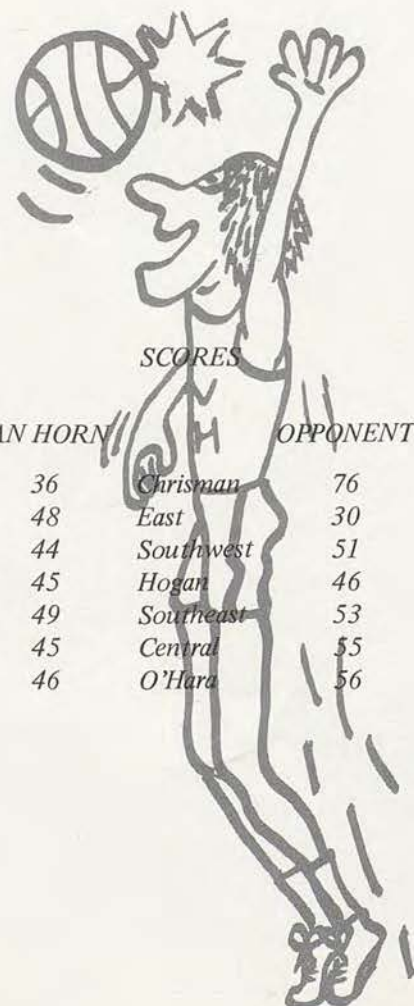 SCORES
AN HORN OPPONENT
36 Chrisman 76
48 East 30
44 Southwest 51
45 Hogan 46
49 Southeast 53
45 Central 55
46 O'Hara 56
V
H